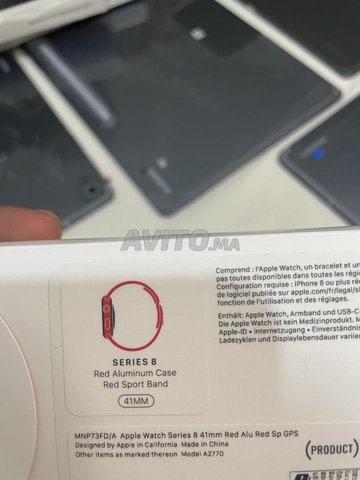 AVITO.MA
Comprend : l'Apple Watch, un bracelet et un
pas toutes disponibles dans toutes les régio
Configuration requise : iPhone 8 ou plus ré
de logiciel publiée sur apple.com/fr/legal/sl
fonction de l'utilisation et des réglages.
Enthält: Apple Watch, Armband und USB-C
Die Apple Watch ist kein Medizinprodukt. M
Apple-ID • Internetzugang • Einverständnis
Ladezyklen und Displaylebensdauer variier
SERIES 8
Red Aluminum Case
Red Sport Band
41MM
MNP73FD/A Apple Watch Series 8 41mm Red Alu Red Sp GPS
Designed by Apple in California Made in China
Other items as marked thereon Model A2770
(PRODUCT)